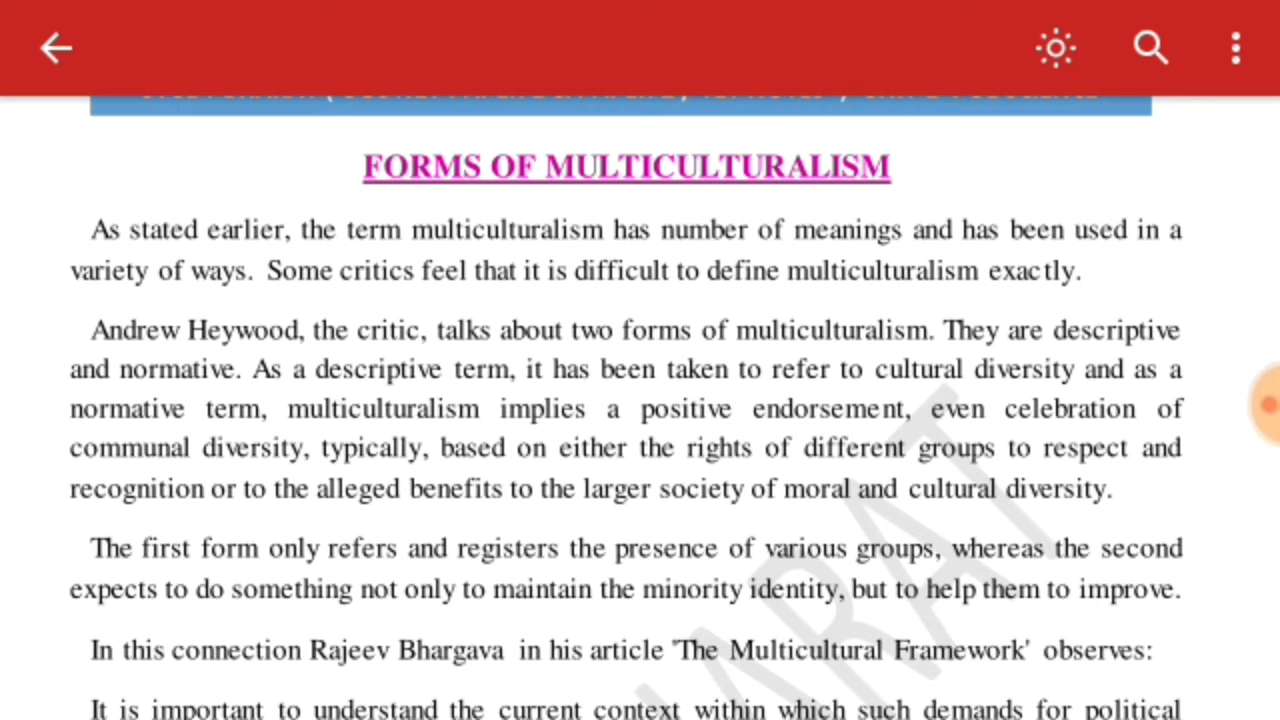 FORMS OF MULTICULTURALISM
As stated earlier, the term multiculturalism has number of meanings and has been used in a
variety of ways. Some critics feel that it is difficult to define multiculturalism exactly.
Andrew Heywood, the critic, talks about two forms of multiculturalism. They are descriptive
and normative. As a descriptive term, it has been taken to refer to cultural diversity and as a
normative term, multiculturalism implies a positive endorsement, even celebration of
communal diversity, typically, based on either the rights of different groups to respect and
recognition or to the alleged benefits to the larger society of moral and cultural diversity.
The first form only refers and registers the presence of various groups, whereas the second
expects to do something not only to maintain the minority identity, but to help them to improve.
In this connection Rajeev Bhargava in his article 'The Multicultural Framework' observes:
It is important to understand the current context within which such demands for political